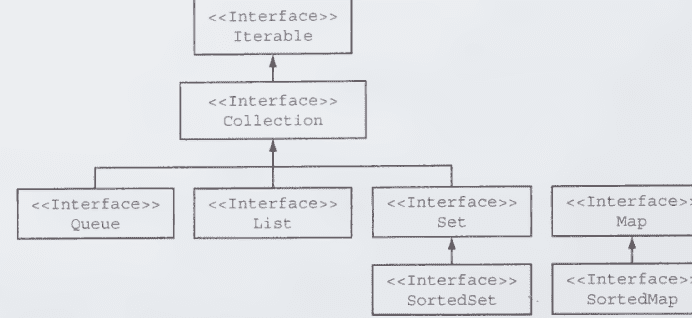 <<Interface>>
Iterable
<<Interface>>
Collection
<<Interface>>
Queue
<<Interface>>
List
<<Interface>>
Set
<<Interface>>
Map
<<Interface>>
SortedSet
<<Interface>>
SortedMap